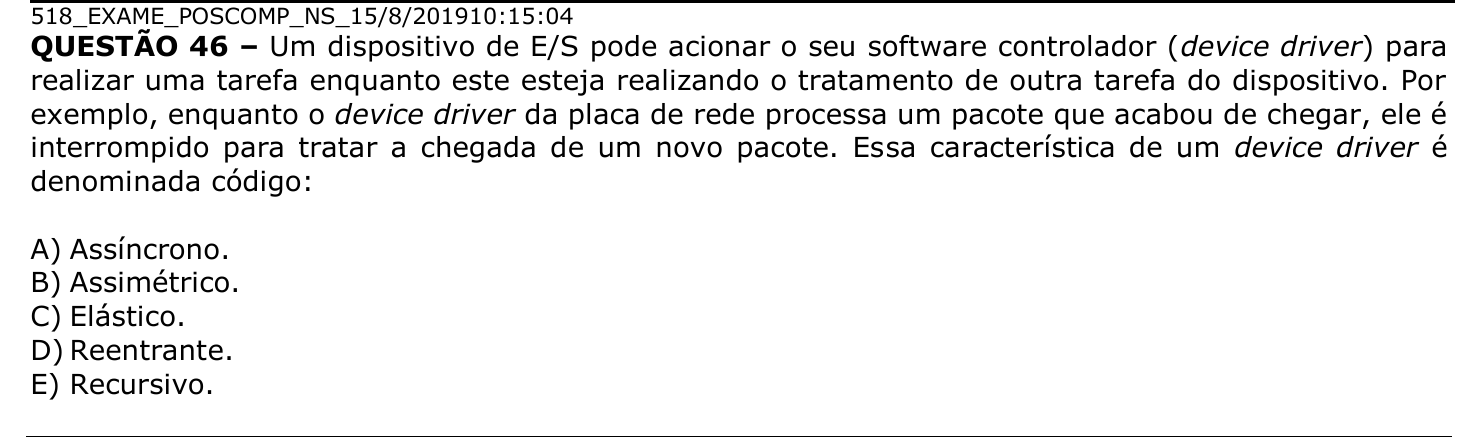 518_EXAME_POSCOMP_NS_15/8/201910:15:04
QUESTÃO 46 – Um dispositivo de E/S pode acionar o seu software controlador (device driver) para
realizar uma tarefa enquanto este esteja realizando o tratamento de outra tarefa do dispositivo. Por
exemplo, enquanto o device driver da placa de rede processa um pacote que acabou de chegar, ele é
interrompido para tratar a chegada de um novo pacote. Essa característica de um device driver é
denominada código:
A) Assíncrono.
B) Assimétrico.
C) Elástico.
D) Reentrante.
E) Recursivo.